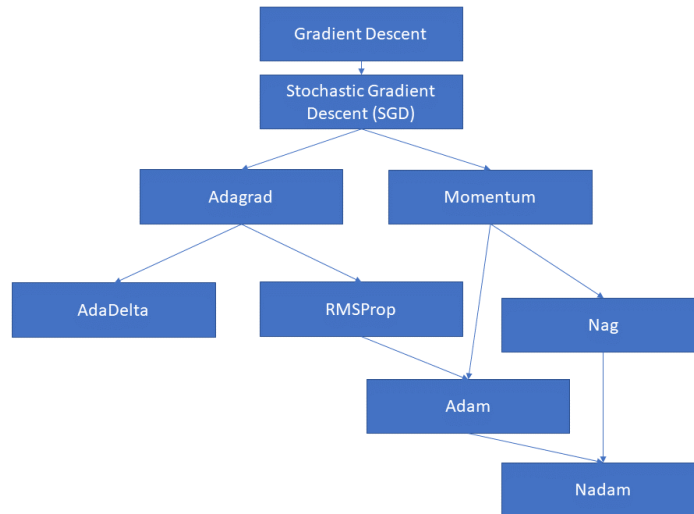 Gradient Descent
Stochastic Gradient
Descent (SGD)
Adagrad
Momentum
AdaDelta
RMSProp
Nag
Adam
Nadam